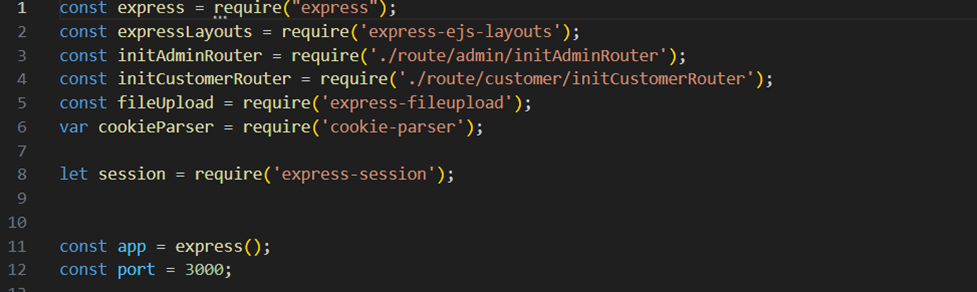 1 const express = require("express");
2 const expressLayouts = require('express-ejs-layouts');
3 const initAdminRouter = require('./route/admin/initAdminRouter');
4 const initCustomerRouter = require('./route/customer/initCustomerRouter');
5 const fileUpload = require('express-fileupload');
6 var cookieParser = require('cookie-parser');
7
8 let session = require('express-session');
9
10
11 const app = express();
12 const port = 3000;